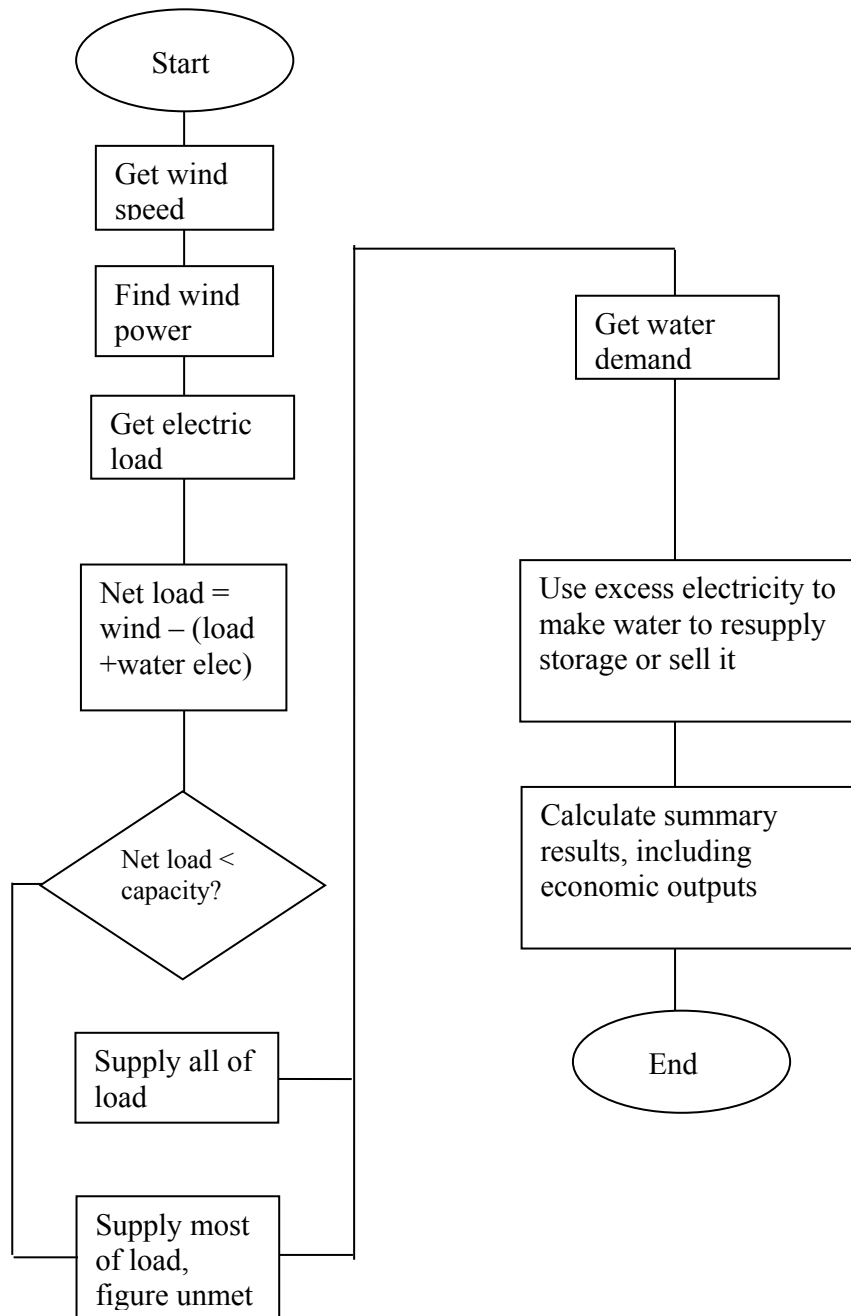 Start
Get wind
speed
Find wind
power
Get electric
load
Net load =
wind – (load
+water elec)
Net load <
capacity?
Supply all of
load
Supply most
of load,
figure unmet
Get water
demand
Use excess electricity to
make water to resupply
storage or sell it
Calculate summary
results, including
economic outputs
End